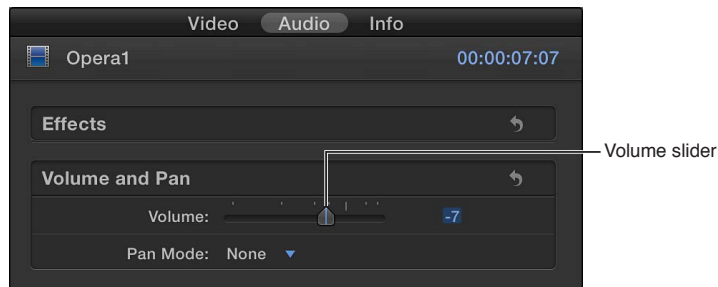 Video Audio Info
Opera1 00:00:07:07
Effects
Volume slider
Volume and Pan
Volume: -7
Pan Mode: None